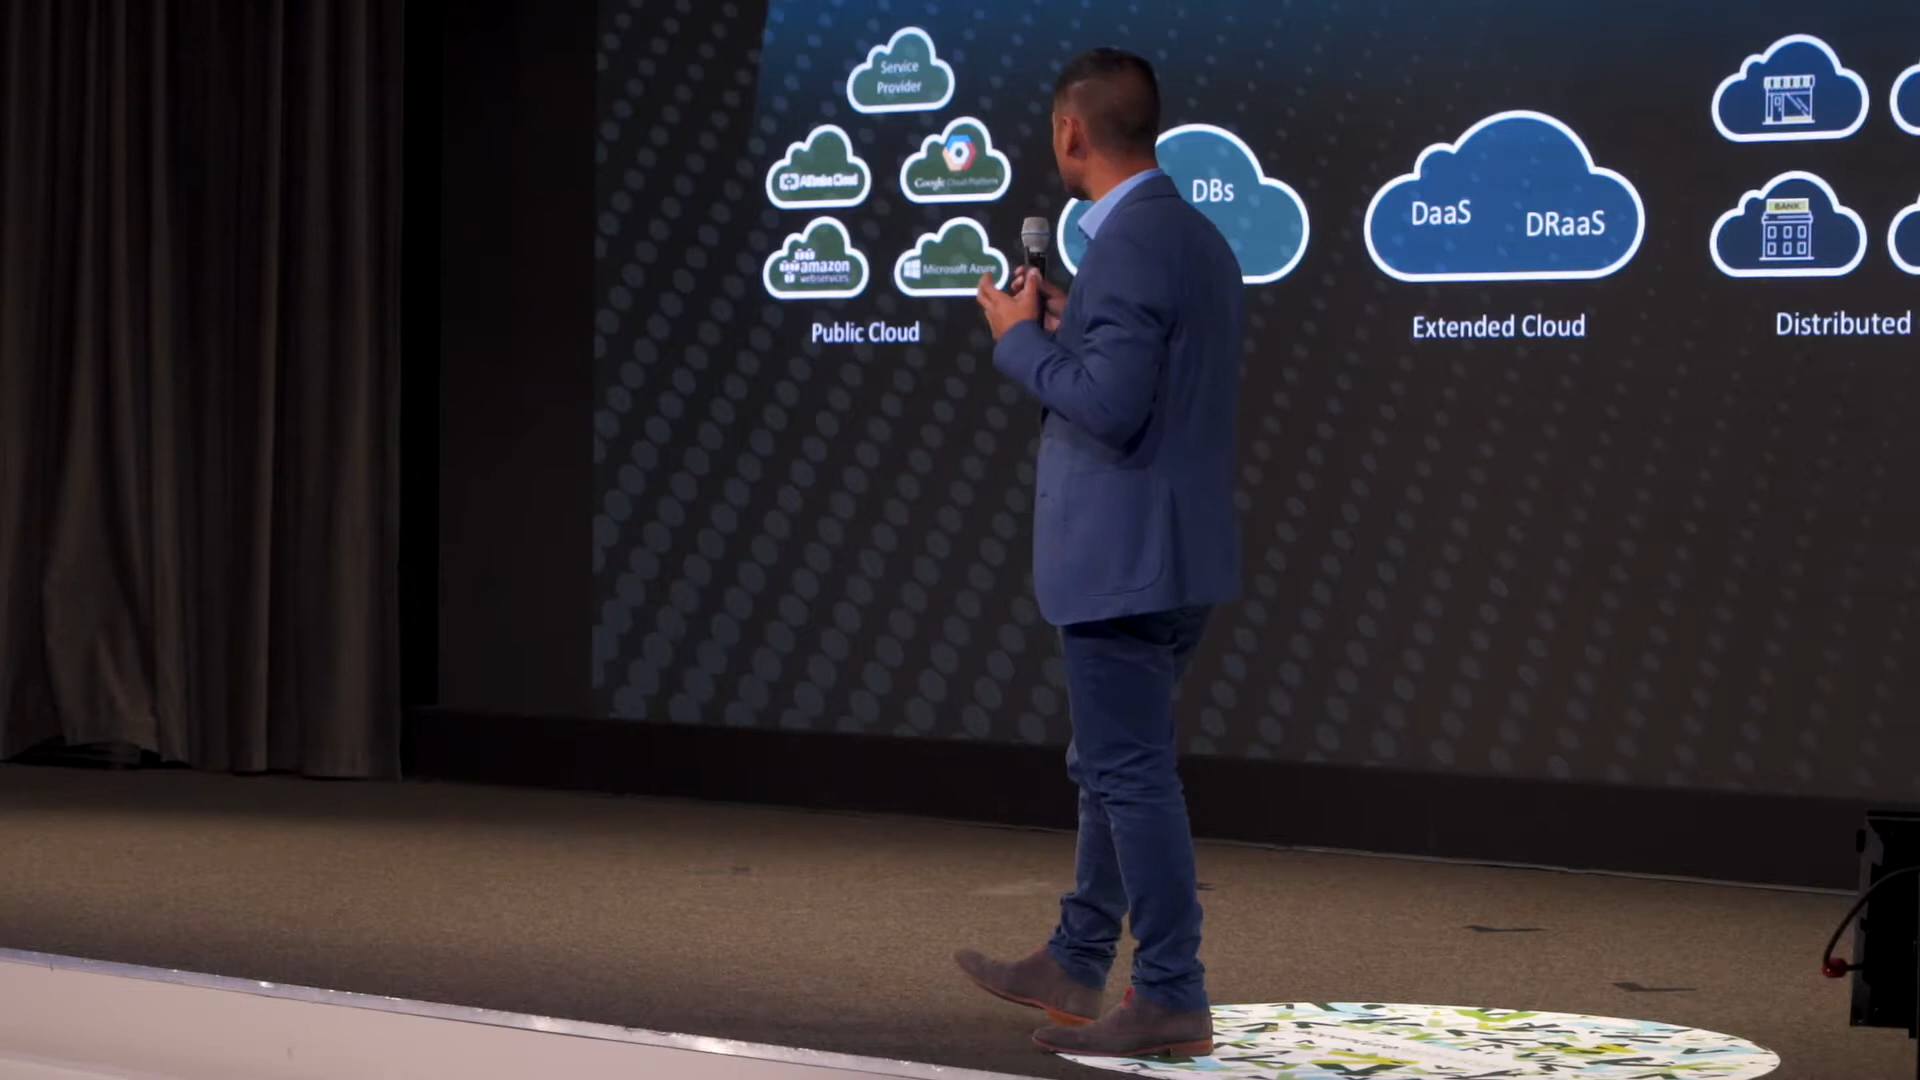 Service
Provider
Alibaba Cloud
Google Cloud Platform
amazon
webservices
Microsoft Azure
Public Cloud
DBs
DaaS
DRaaS
Extended Cloud
BANK
Distributed